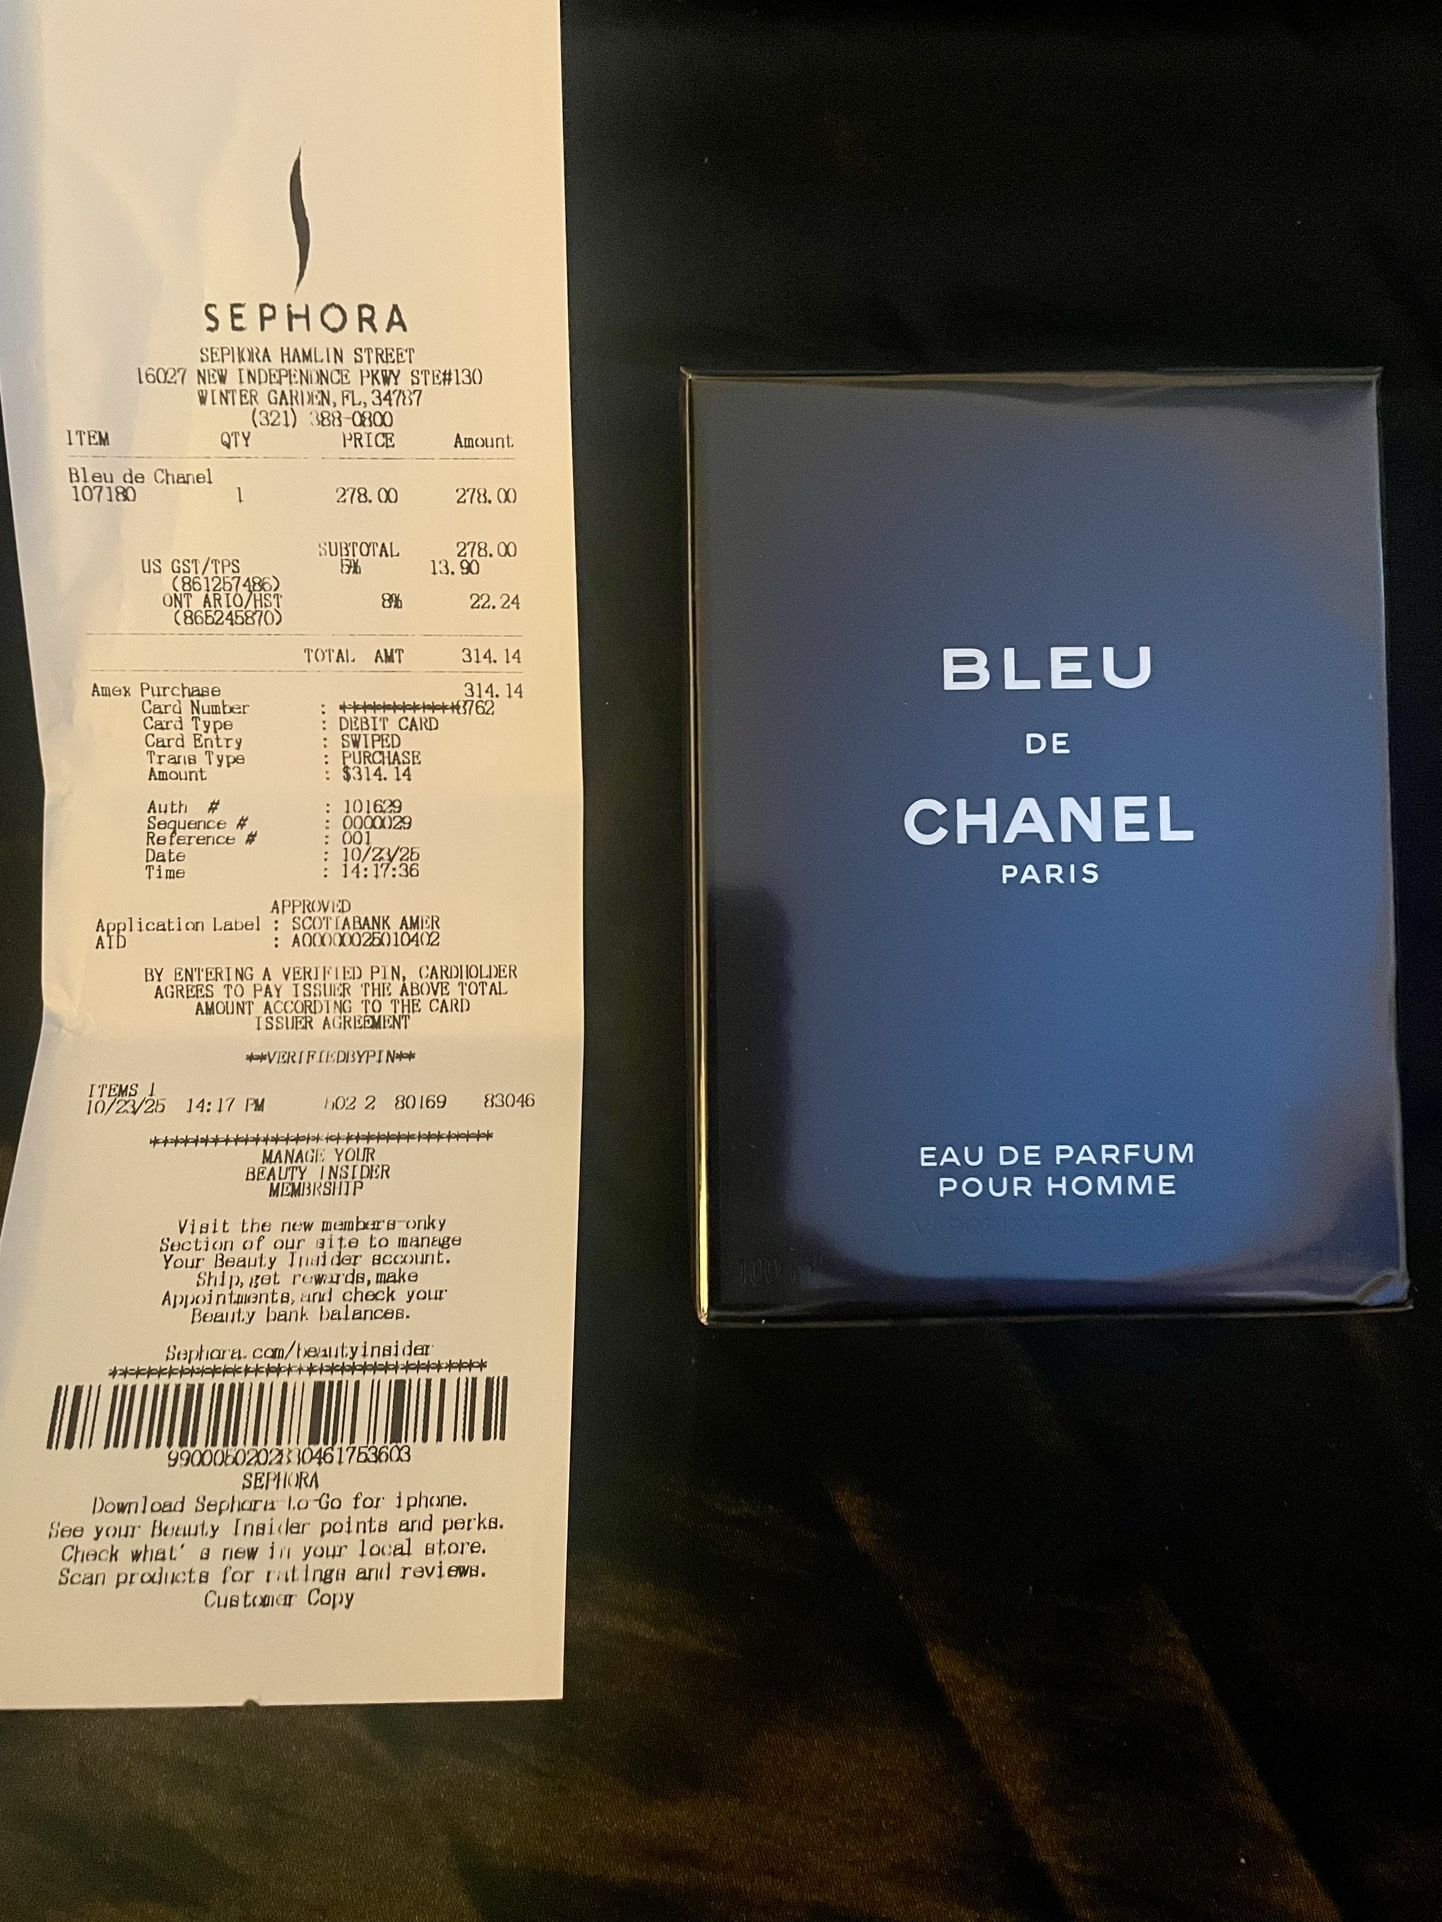 SEPHORA
SEPHORA HAMLIN STREET
16027 NEW INDEPENDNCE PKWY STE#130
WINTER GARDEN, FL, 34787
(321) 388-0800
ITEM QTY PRICE Amount
Bleu de Chanel
107180 1 278.00 278.00
SUBTOTAL 278.00
US GST/TPS 5% 13.90
(861257486)
ONT ARIO/HST 8% 22.24
(865245870)
TOTAL AMT 314.14
Amex Purchase 314.14
Card Number : ************3762
Card Type : DEBIT CARD
Card Entry : SWIPED
Trans Type : PURCHASE
Amount : $314.14
Auth # : 101629
Sequence # : 0000029
Reference # : 001
Date : 10/23/25
Time : 14:17:36
APPROVED
Application Label : SCOTIABANK AMER
AID : A00000025010402
BY ENTERING A VERIFIED PIN, CARDHOLDER
AGREES TO PAY ISSUER THE ABOVE TOTAL
AMOUNT ACCORDING TO THE CARD
ISSUER AGREEMENT
**VERIFIEDBYPIN**
ITEMS 1
10/23/25 14:17 PM 2 80169 83046
MANAGE YOUR
BEAUTY INSIDER
MEMBRSHIP
Visit the new members-onky
Section of our site to manage
Your Beauty Insider account.
Ship, get rewards, make
Appointments, and check your
Beauty bank balances.
Sephora.com/beautyinsider
SEPHORA
Download Sephora to-Go for iphone.
See your Beauty Insider points and perks.
Check what's new in your local store.
Scan products for ratings and reviews.
Customer Copy
BLEU
DE
CHANEL
PARIS
EAU DE PARFUM
POUR HOMME